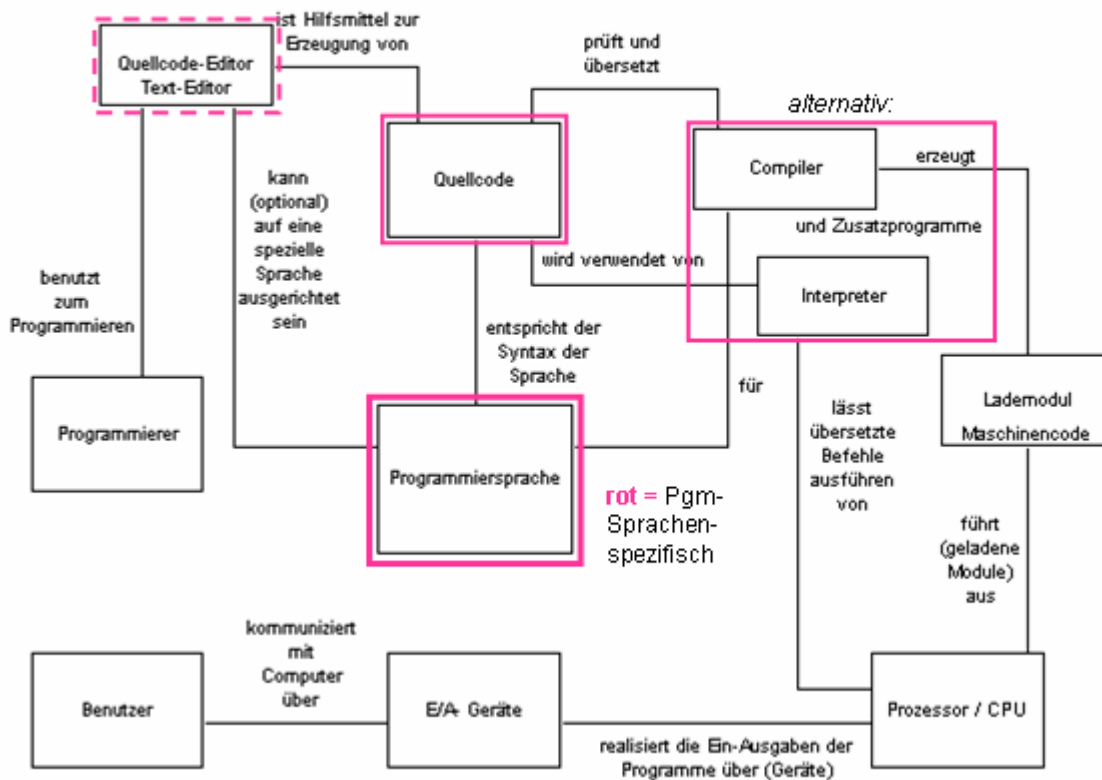 ist Hilfsmittel zur
Erzeugung von
Quellcode-Editor
Text-Editor
prüft und
übersetzt
alternativ:
Quellcode
Compiler
erzeugt
kann
(optional)
auf eine
spezielle
Sprache
ausgerichtet
sein
und Zusatzprogramme
wird verwendet von
Interpreter
benutzt
zum
Programmieren
entspricht der
Syntax der
Sprache
für
Programmierer
Programmiersprache
lässt
übersetzte
Befehle
ausführen
von
Lademodul
Maschinencode
rot = Pgm-
Sprachen-
spezifisch
führt
(geladene
Module)
aus
kommuniziert
mit
Computer
über
Benutzer
E/A- Geräte
Prozessor / CPU
realisiert die Ein-Ausgaben der
Programme über (Geräte)